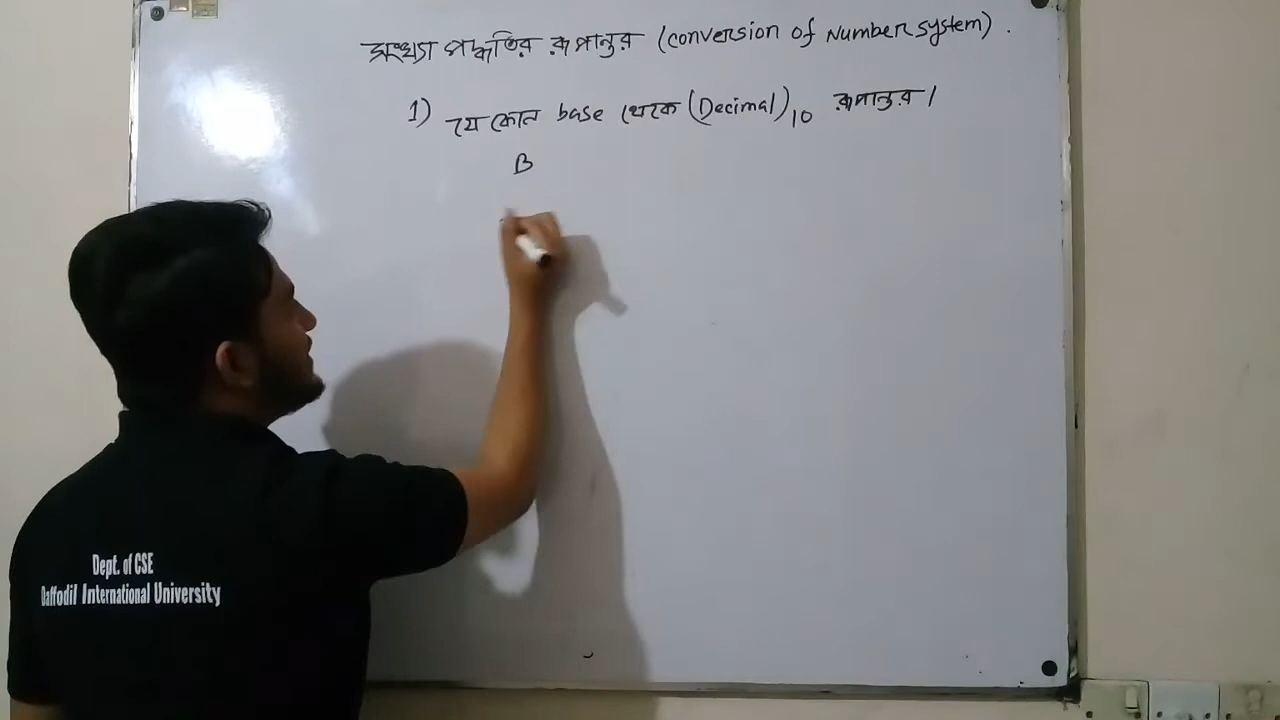 সংখ্যা পদ্ধতির রূপান্তর (conversion of Number system).
1) যে কোন base থেকে (Decimal)10 রূপান্তর।
B
Dept. of CSE
Daffodil International University